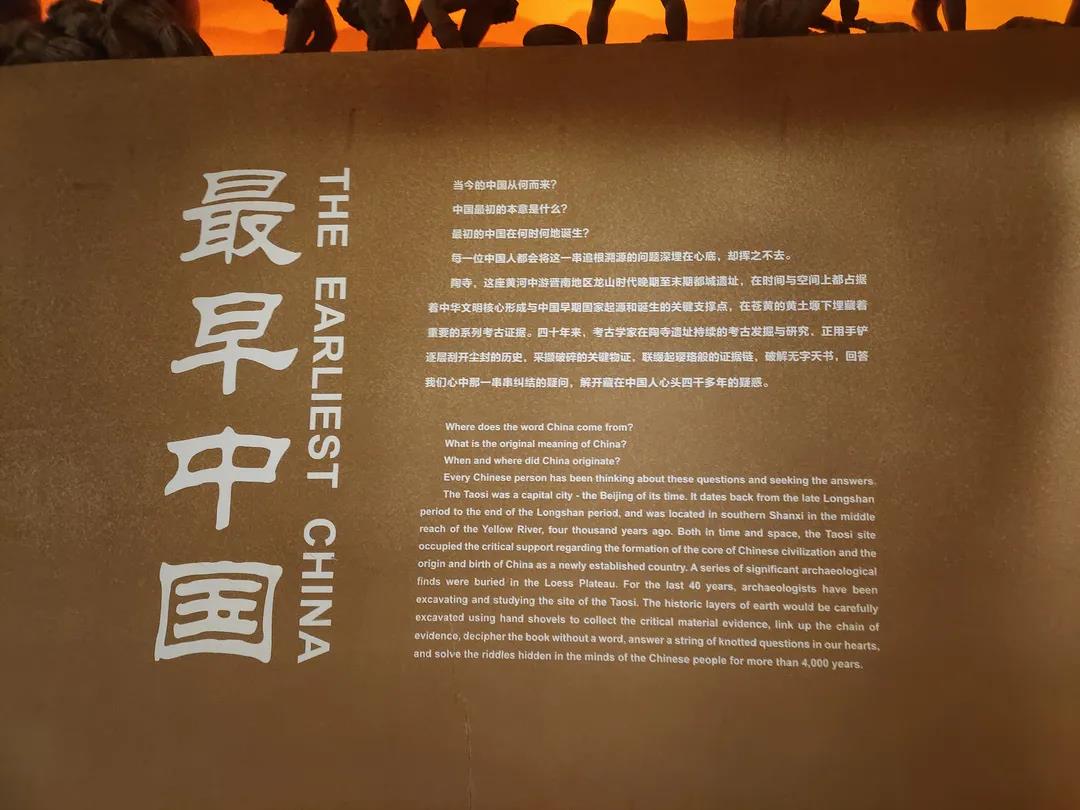 最早中国
THE EARLIEST CHINA
当今的中国从何而来？
中国最初的本意是什么？
最初的中国在何时何地诞生？
每一位中国人都会将这一串追根溯源的问题深埋在心底，却挥之不去。
陶寺，这座黄河中游晋南地区龙山时代晚期至末期都城遗址，在时间与空间上都占据
着中华文明核心形成与中国早期国家起源和诞生的关键支撑点，在苍黄的黄土塬下埋藏着
重要的系列考古证据。四十年来，考古学家在陶寺遗址持续的考古发掘与研究，正用手铲
逐层刮开尘封的历史，采撷破碎的关键物证，联缀起璎珞般的证据链，破解无字天书，回答
我们心中那一串串纠结的疑问，解开藏在中国人心头四千多年的疑惑。
Where does the word China come from?
What is the original meaning of China?
When and where did China originate?
Every Chinese person has been thinking about these questions and seeking the answers.
The Taosi was a capital city - the Beijing of its time. It dates back from the late Longshan
period to the end of the Longshan period, and was located in southern Shanxi in the middle
reach of the Yellow River, four thousand years ago. Both in time and space, the Taosi site
occupied the critical support regarding the formation of the core of Chinese civilization and the
origin and birth of China as a newly established country. A series of significant archaeological
finds were buried in the Loess Plateau. For the last 40 years, archaeologists have been
excavating and studying the site of the Taosi. The historic layers of earth would be carefully
excavated using hand shovels to collect the critical material evidence, link up the chain of
evidence, decipher the book without a word, answer a string of knotted questions in our hearts,
and solve the riddles hidden in the minds of the Chinese people for more than 4,000 years.